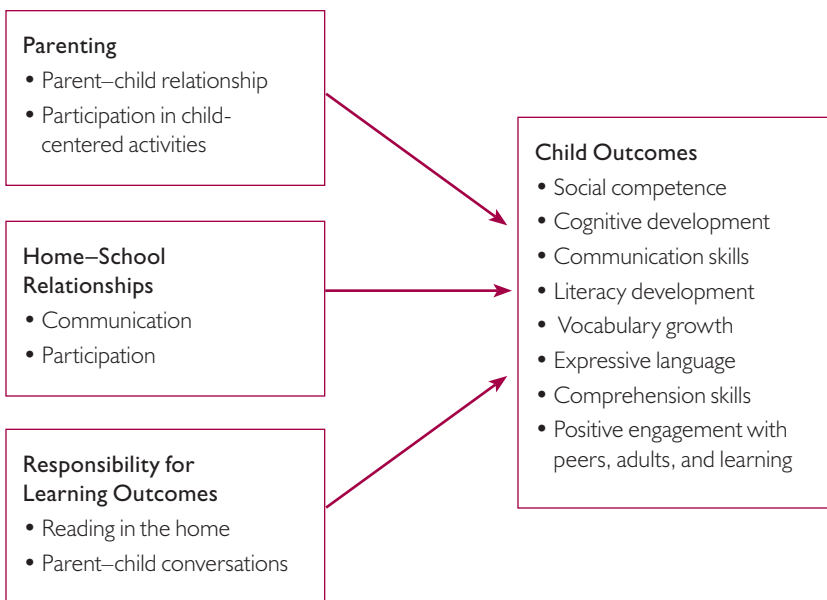 Parenting
• Parent–child relationship
• Participation in child-
centered activities
Home–School
Relationships
• Communication
• Participation
Responsibility for
Learning Outcomes
• Reading in the home
• Parent–child conversations
Child Outcomes
• Social competence
• Cognitive development
• Communication skills
• Literacy development
• Vocabulary growth
• Expressive language
• Comprehension skills
• Positive engagement with
peers, adults, and learning